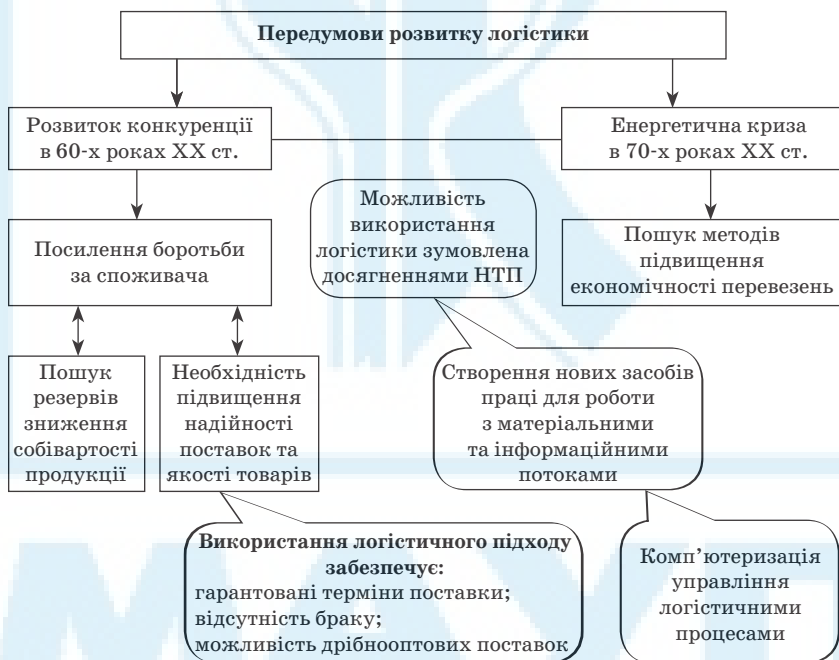 Передумови розвитку логістики
Розвиток конкуренції
в 60-х роках ХХ ст.
Енергетична криза
в 70-х роках ХХ ст.
Можливість
використання
логістики зумовлена
досягненнями НТП
Посилення боротьби
за споживача
Пошук методів
підвищення
економічності перевезень
Пошук
резервів
зниження
собівартості
продукції
Необхідність
підвищення
надійності
поставок та
якості товарів
Створення нових засобів
праці для роботи
з матеріальними
та інформаційними
потоками
Використання логістичного підходу
забезпечує:
гарантовані терміни поставки;
відсутність браку;
можливість дрібнооптових поставок
Комп’ютеризація
управління
логістичними
процесами
МАУП